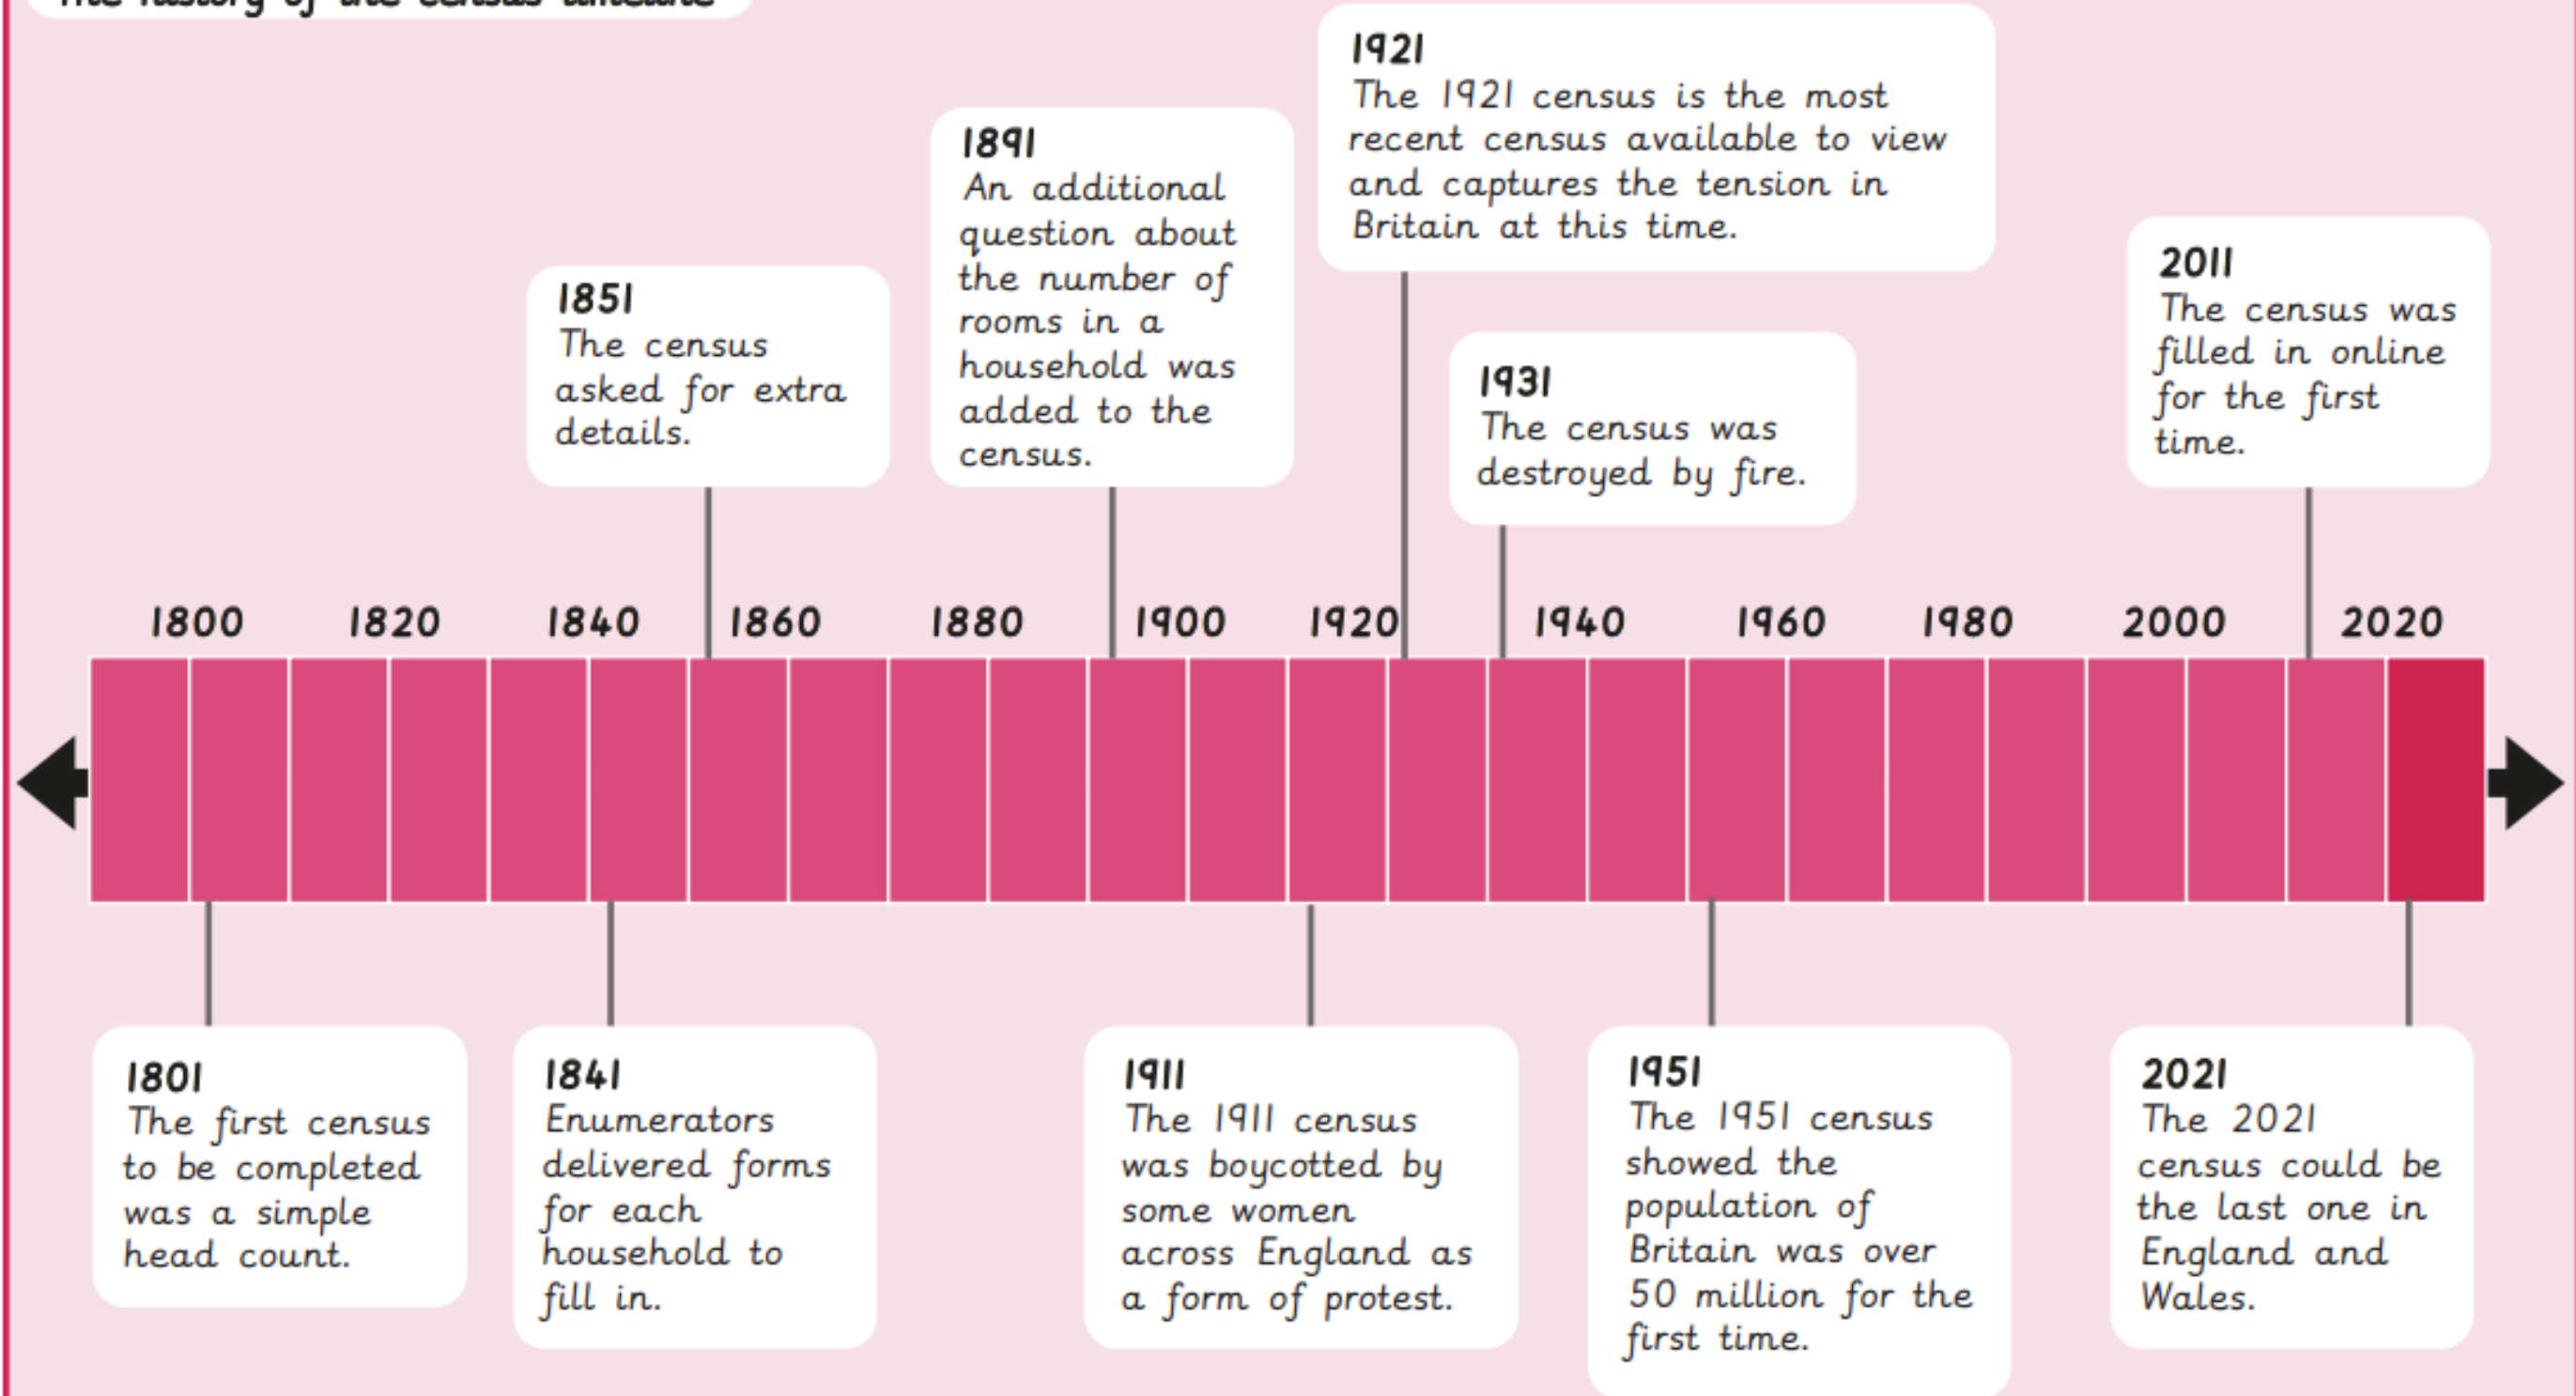 The history of the census timeline
1921
The 1921 census is the most
recent census available to view
and captures the tension in
Britain at this time.
1891
An additional
question about
the number of
rooms in a
household was
added to the
census.
2011
The census was
filled in online
for the first
time.
1851
The census
asked for extra
details.
1931
The census was
destroyed by fire.
1800 1820 1840 1860 1880 1900 1920 1940 1960 1980 2000 2020
1801
The first census
to be completed
was a simple
head count.
1841
Enumerators
delivered forms
for each
household to
fill in.
1911
The 1911 census
was boycotted by
some women
across England as
a form of protest.
1951
The 1951 census
showed the
population of
Britain was over
50 million for the
first time.
2021
The 2021
census could be
the last one in
England and
Wales.